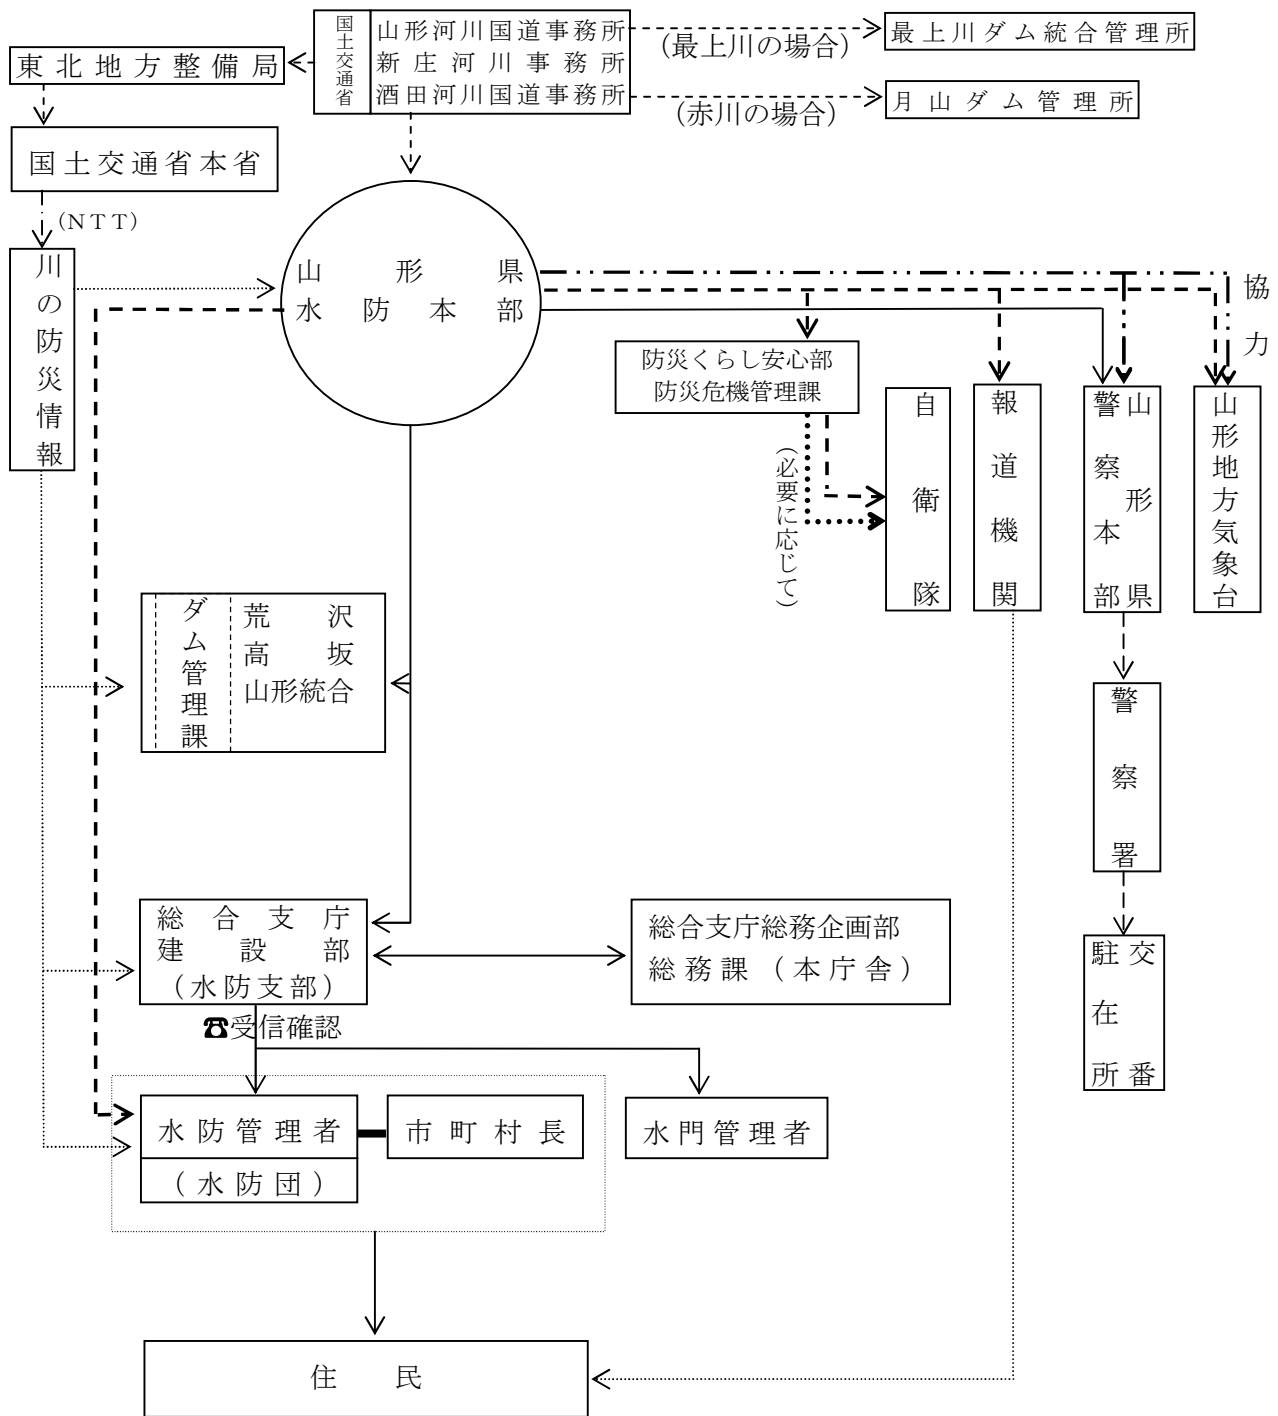 国土交通省
山形河川国道事務所
新庄河川事務所
酒田河川国道事務所
(最上川の場合)
最上川ダム統合管理所
(赤川の場合)
月山ダム管理所
東北地方整備局
国土交通省本省
(NTT)
川の防災情報
山形県
水防本部
協力
防災くらし安心部
防災危機管理課
(必要に応じて)
自衛隊
報道機関
山形県
警察本部
山形地方気象台
ダム管理課
荒沢
高坂
山形統合
警察署
総合支庁
建設部
(水防支部)
総合支庁総務企画部
総務課(本庁舎)
☎受信確認
交番
駐在所
水防管理者
(水防団)
市町村長
水門管理者
住民